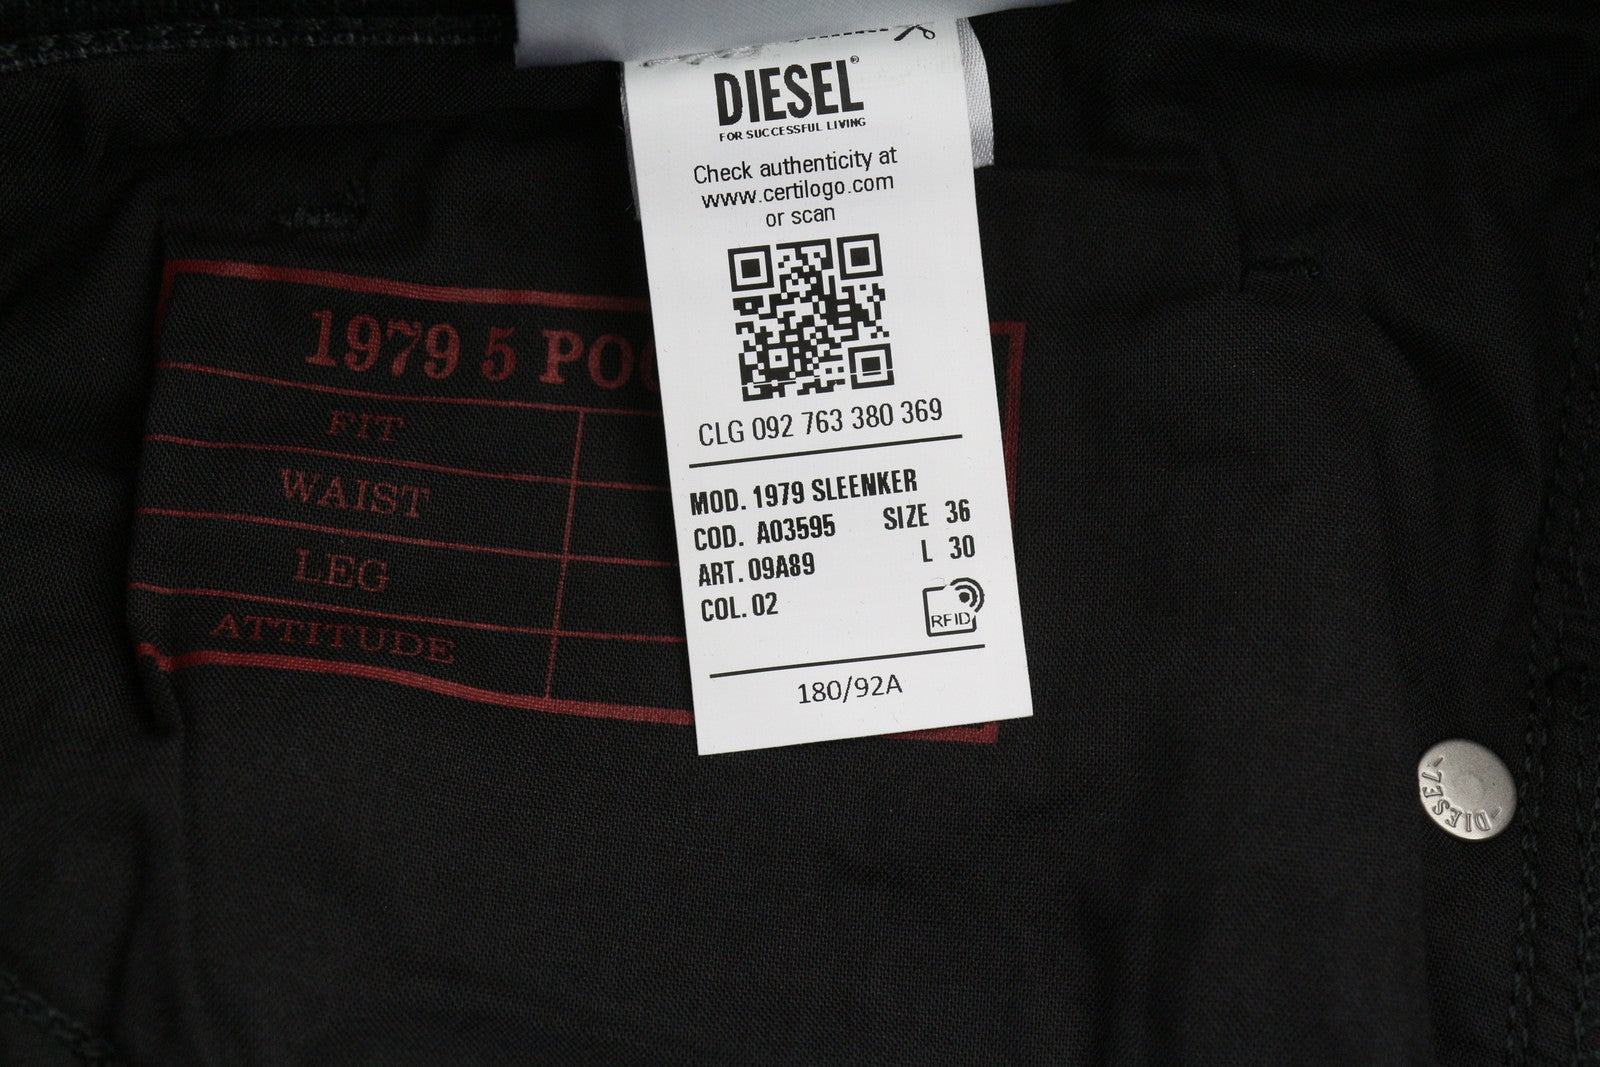 DIESEL®
FOR SUCCESSFUL LIVING
Check authenticity at
www.certilogo.com
or scan
CLG 092 763 380 369
MOD. 1979 SLEENKER
COD. A03595 SIZE 36
ART. 09A89 L 30
COL. 02
RFID
180/92A
1979 5 PO
FIT
WAIST
LEG
ATTITUDE
DIESEL